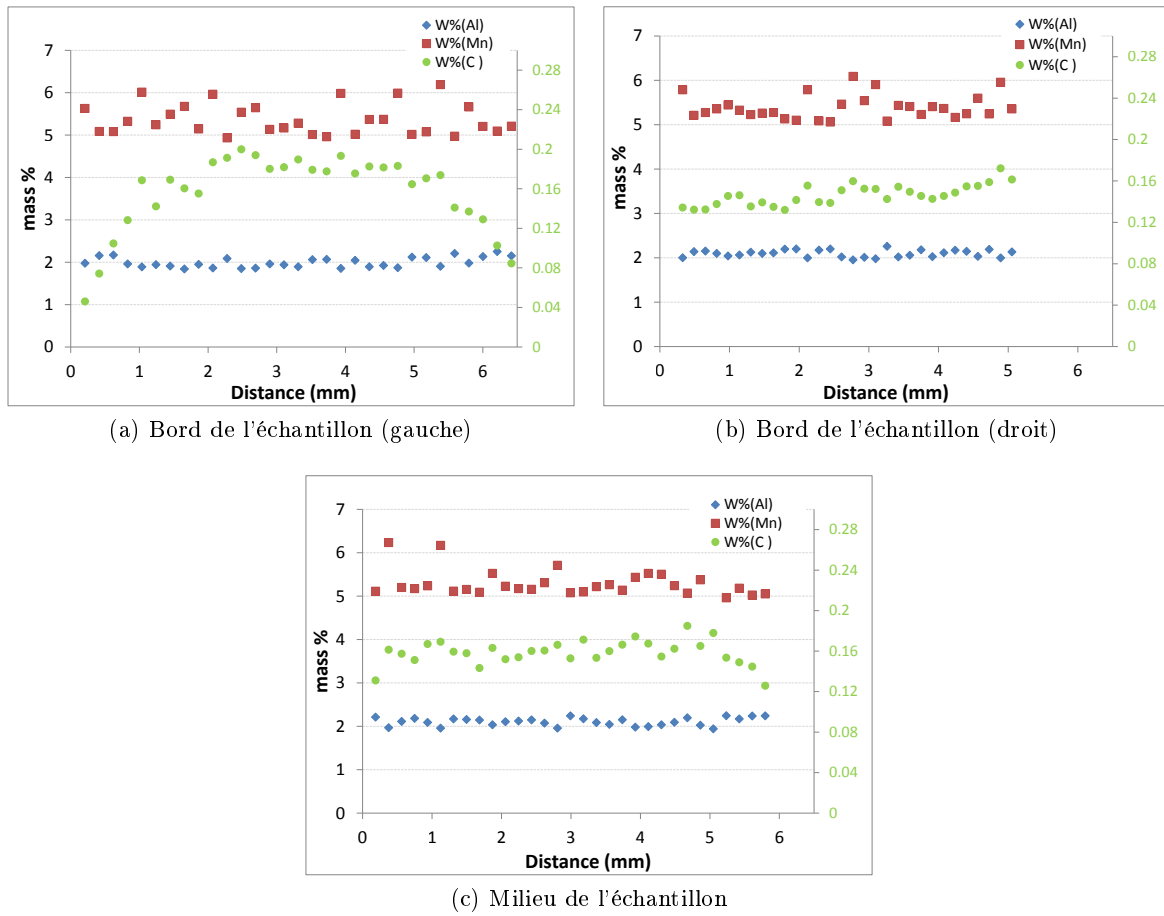 W%(Al)
W%(Mn)
W%(C )
7
6
5
4
3
2
1
0
mass %
0.28
0.24
0.2
0.16
0.12
0.08
0.04
0
0 1 2 3 4 5 6
Distance (mm)
(a) Bord de l'échantillon (gauche)
W%(Al)
W%(Mn)
W%(C )
7
6
5
4
3
2
1
0
mass %
0.28
0.24
0.2
0.16
0.12
0.08
0.04
0
0 1 2 3 4 5 6
Distance (mm)
(b) Bord de l'échantillon (droit)
W%(Al)
W%(Mn)
W%(C )
7
6
5
4
3
2
1
0
mass %
0.28
0.24
0.2
0.16
0.12
0.08
0.04
0
0 1 2 3 4 5 6
Distance (mm)
(c) Milieu de l'échantillon